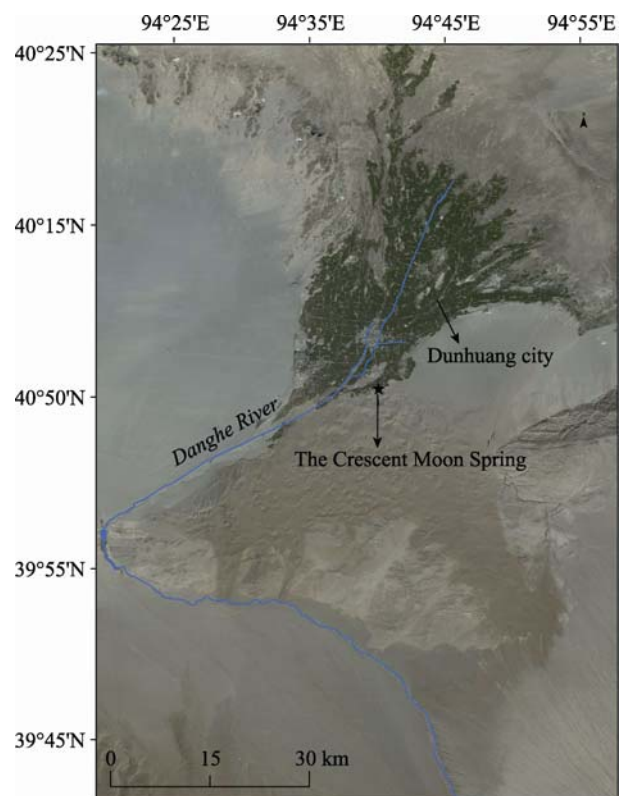 94°25'E 94°35'E 94°45'E 94°55'E
40°25'N
40°15'N
Dunhuang city
40°50'N
Danghe River
The Crescent Moon Spring
39°55'N
39°45'N
0 15 30 km